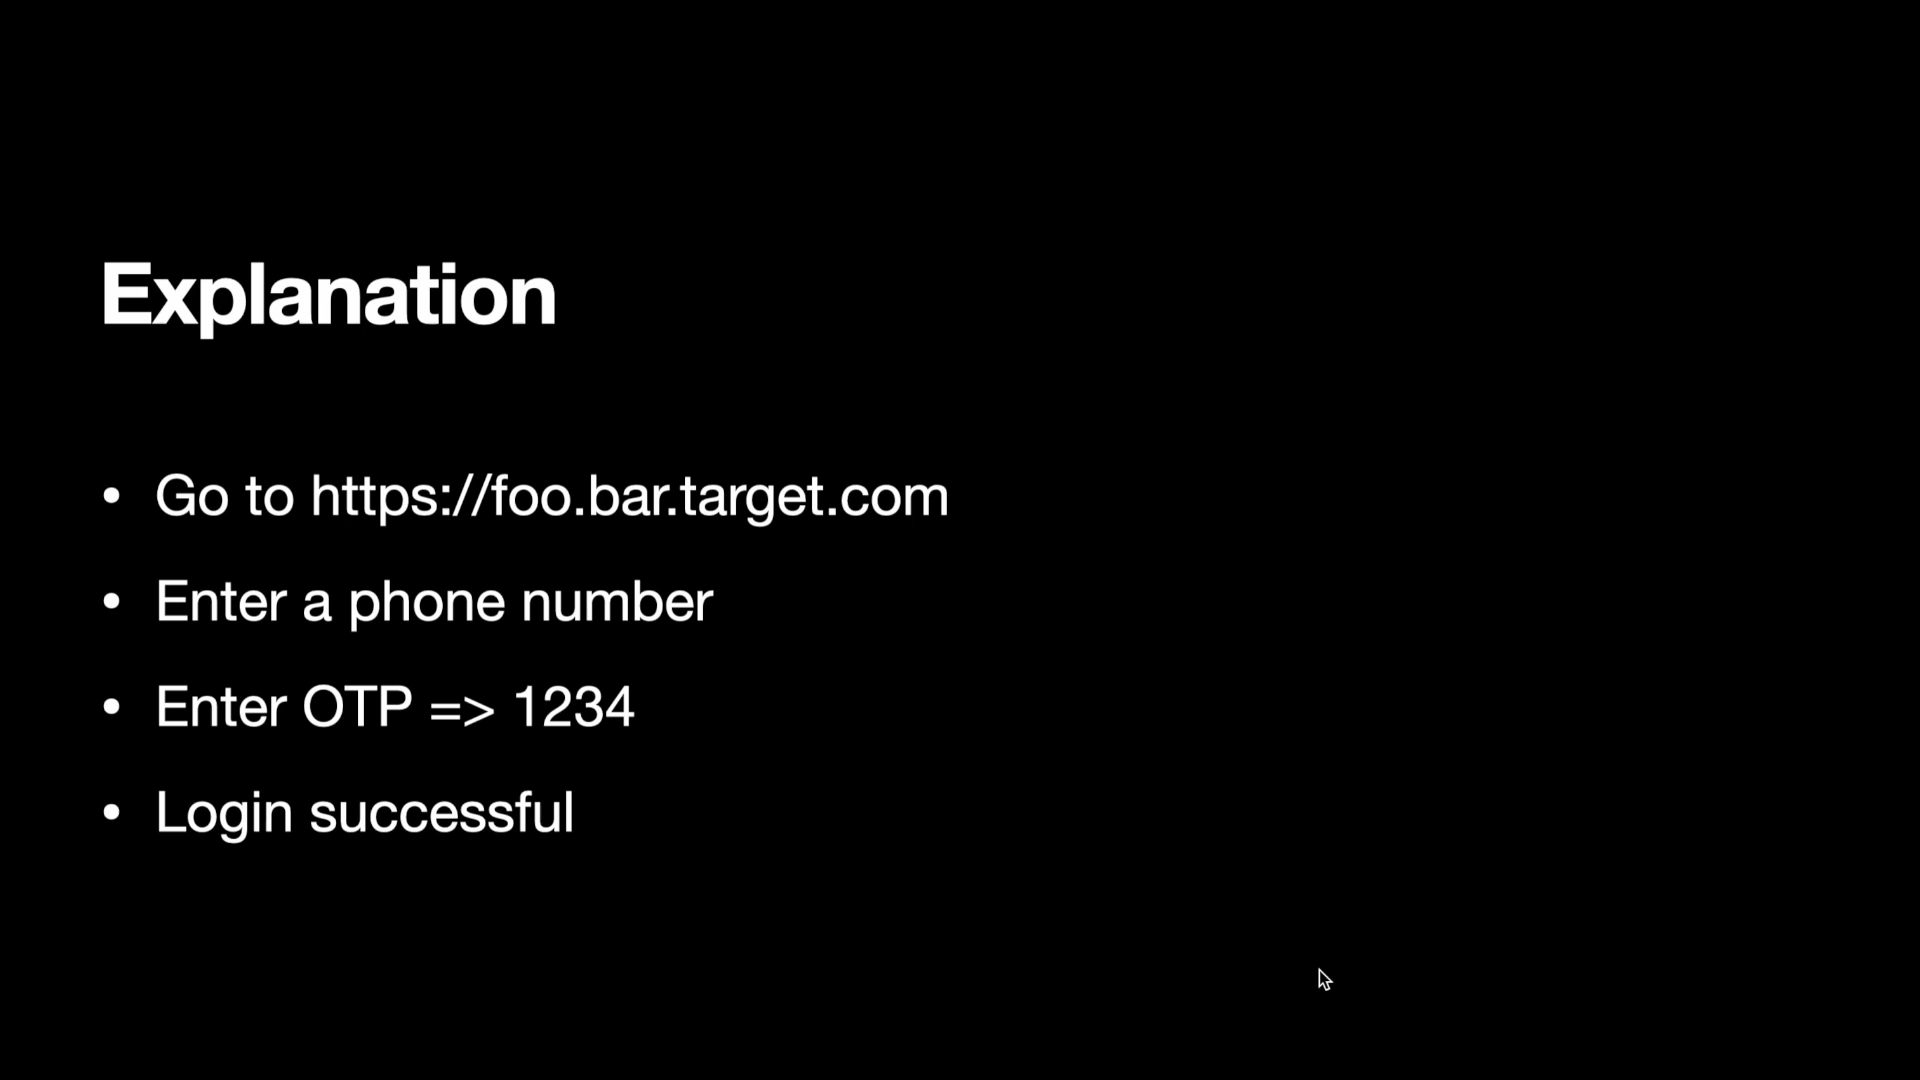 Explanation
• Go to https://foo.bar.target.com
• Enter a phone number
• Enter OTP => 1234
• Login successful